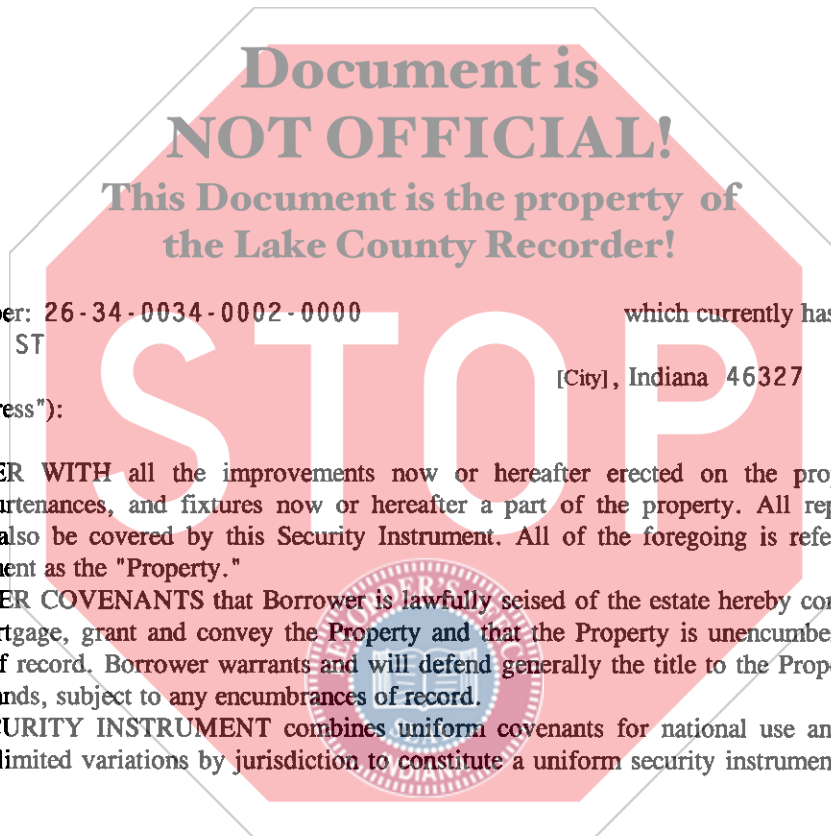 Document is
NOT OFFICIAL!
This Document is the property of
the Lake County Recorder!
er: 26-34-0034-0002-0000 which currently has
ST
[City], Indiana 46327
ress"):
STOP
ER WITH all the improvements now or hereafter erected on the prop
urtenances, and fixtures now or hereafter a part of the property. All rep
also be covered by this Security Instrument. All of the foregoing is refe
ent as the "Property."
ER COVENANTS that Borrower is lawfully seised of the estate hereby con
rtgage, grant and convey the Property and that the Property is unencumbe
f record. Borrower warrants and will defend generally the title to the Prope
nds, subject to any encumbrances of record.
CURITY INSTRUMENT combines uniform covenants for national use an
limited variations by jurisdiction to constitute a uniform security instrumen